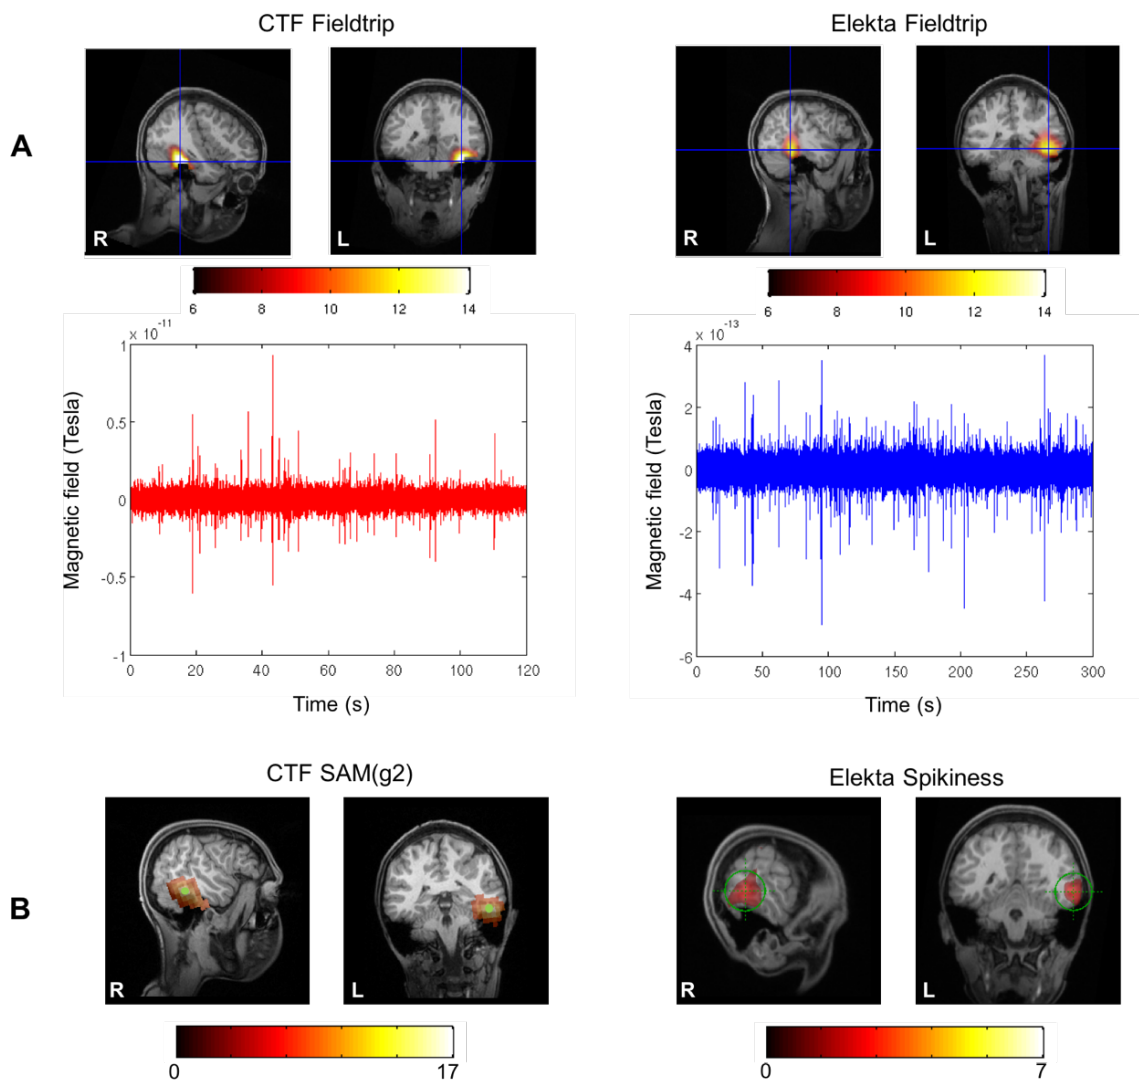 CTF Fieldtrip
Elekta Fieldtrip
A
R
L
R
L
6 8 10 12 14
6 8 10 12 14
x 10-11
1
0.5
0
-0.5
-1
0 20 40 60 80 100 120
Magnetic field (Tesla)
Time (s)
x 10-13
4
2
0
-2
-4
-6
0 50 100 150 200 250 300
Magnetic field (Tesla)
Time (s)
CTF SAM(g2)
Elekta Spikiness
B
R
L
R
L
0 17
0 7